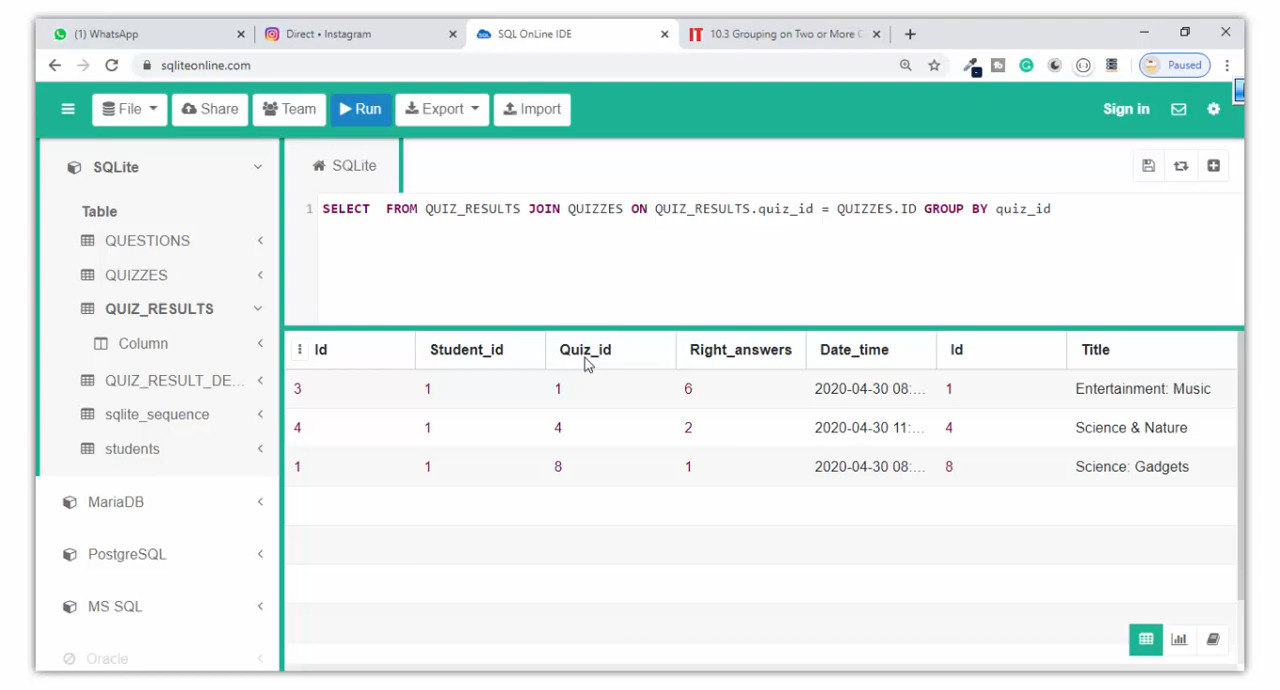 (1) WhatsApp
Direct • Instagram
SQL OnLine IDE
10.3 Grouping on Two or More C
sqliteonline.com
Paused
File
Share
Team
Run
Export
Import
Sign in
SQLite
Table
QUESTIONS
QUIZZES
QUIZ_RESULTS
Column
QUIZ_RESULT_DE...
sqlite_sequence
students
MariaDB
PostgreSQL
MS SQL
Oracle
SQLite
1 SELECT  FROM QUIZ_RESULTS JOIN QUIZZES ON QUIZ_RESULTS.quiz_id = QUIZZES.ID GROUP BY quiz_id
Id Student_id Quiz_id Right_answers Date_time Id Title
3 1 1 6 2020-04-30 08:... 1 Entertainment: Music
4 1 4 2 2020-04-30 11:... 4 Science & Nature
1 1 8 1 2020-04-30 08:... 8 Science: Gadgets